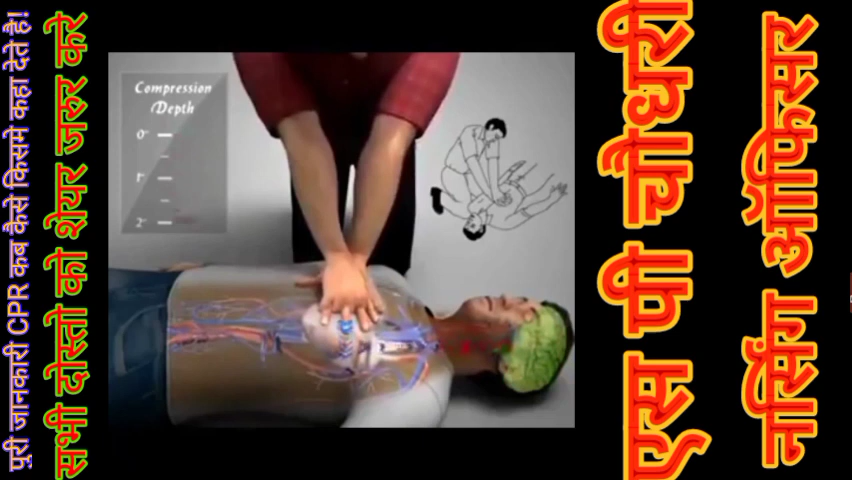 पूरी जानकारी CPR कब कैसे किसमे कहा देते है!
सभी दोस्तो को शेयर जरुर करे
Compression
Depth
0"
1"
2"
एस पी चौधरी
नर्सिंग ऑफिसर